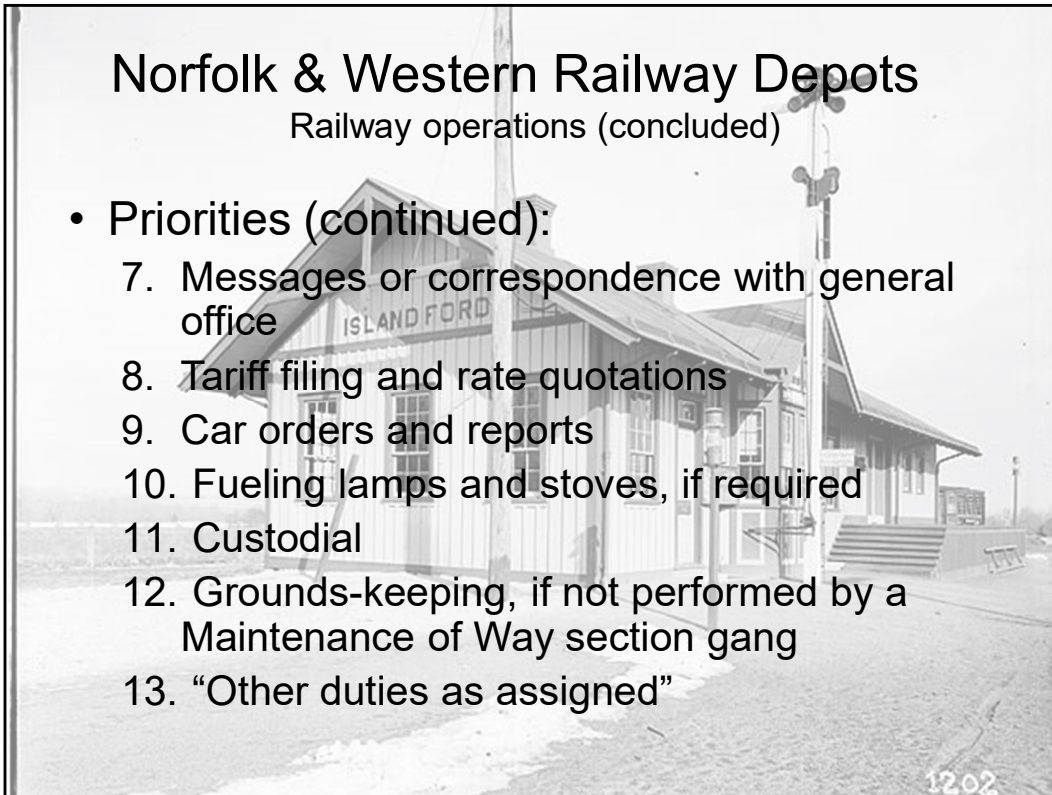 Norfolk & Western Railway Depots
Railway operations (concluded)
• Priorities (continued):
7. Messages or correspondence with general
office
ISLAND FORD
8. Tariff filing and rate quotations
9. Car orders and reports
10. Fueling lamps and stoves, if required
11. Custodial
12. Grounds-keeping, if not performed by a
Maintenance of Way section gang
13. “Other duties as assigned”
1202